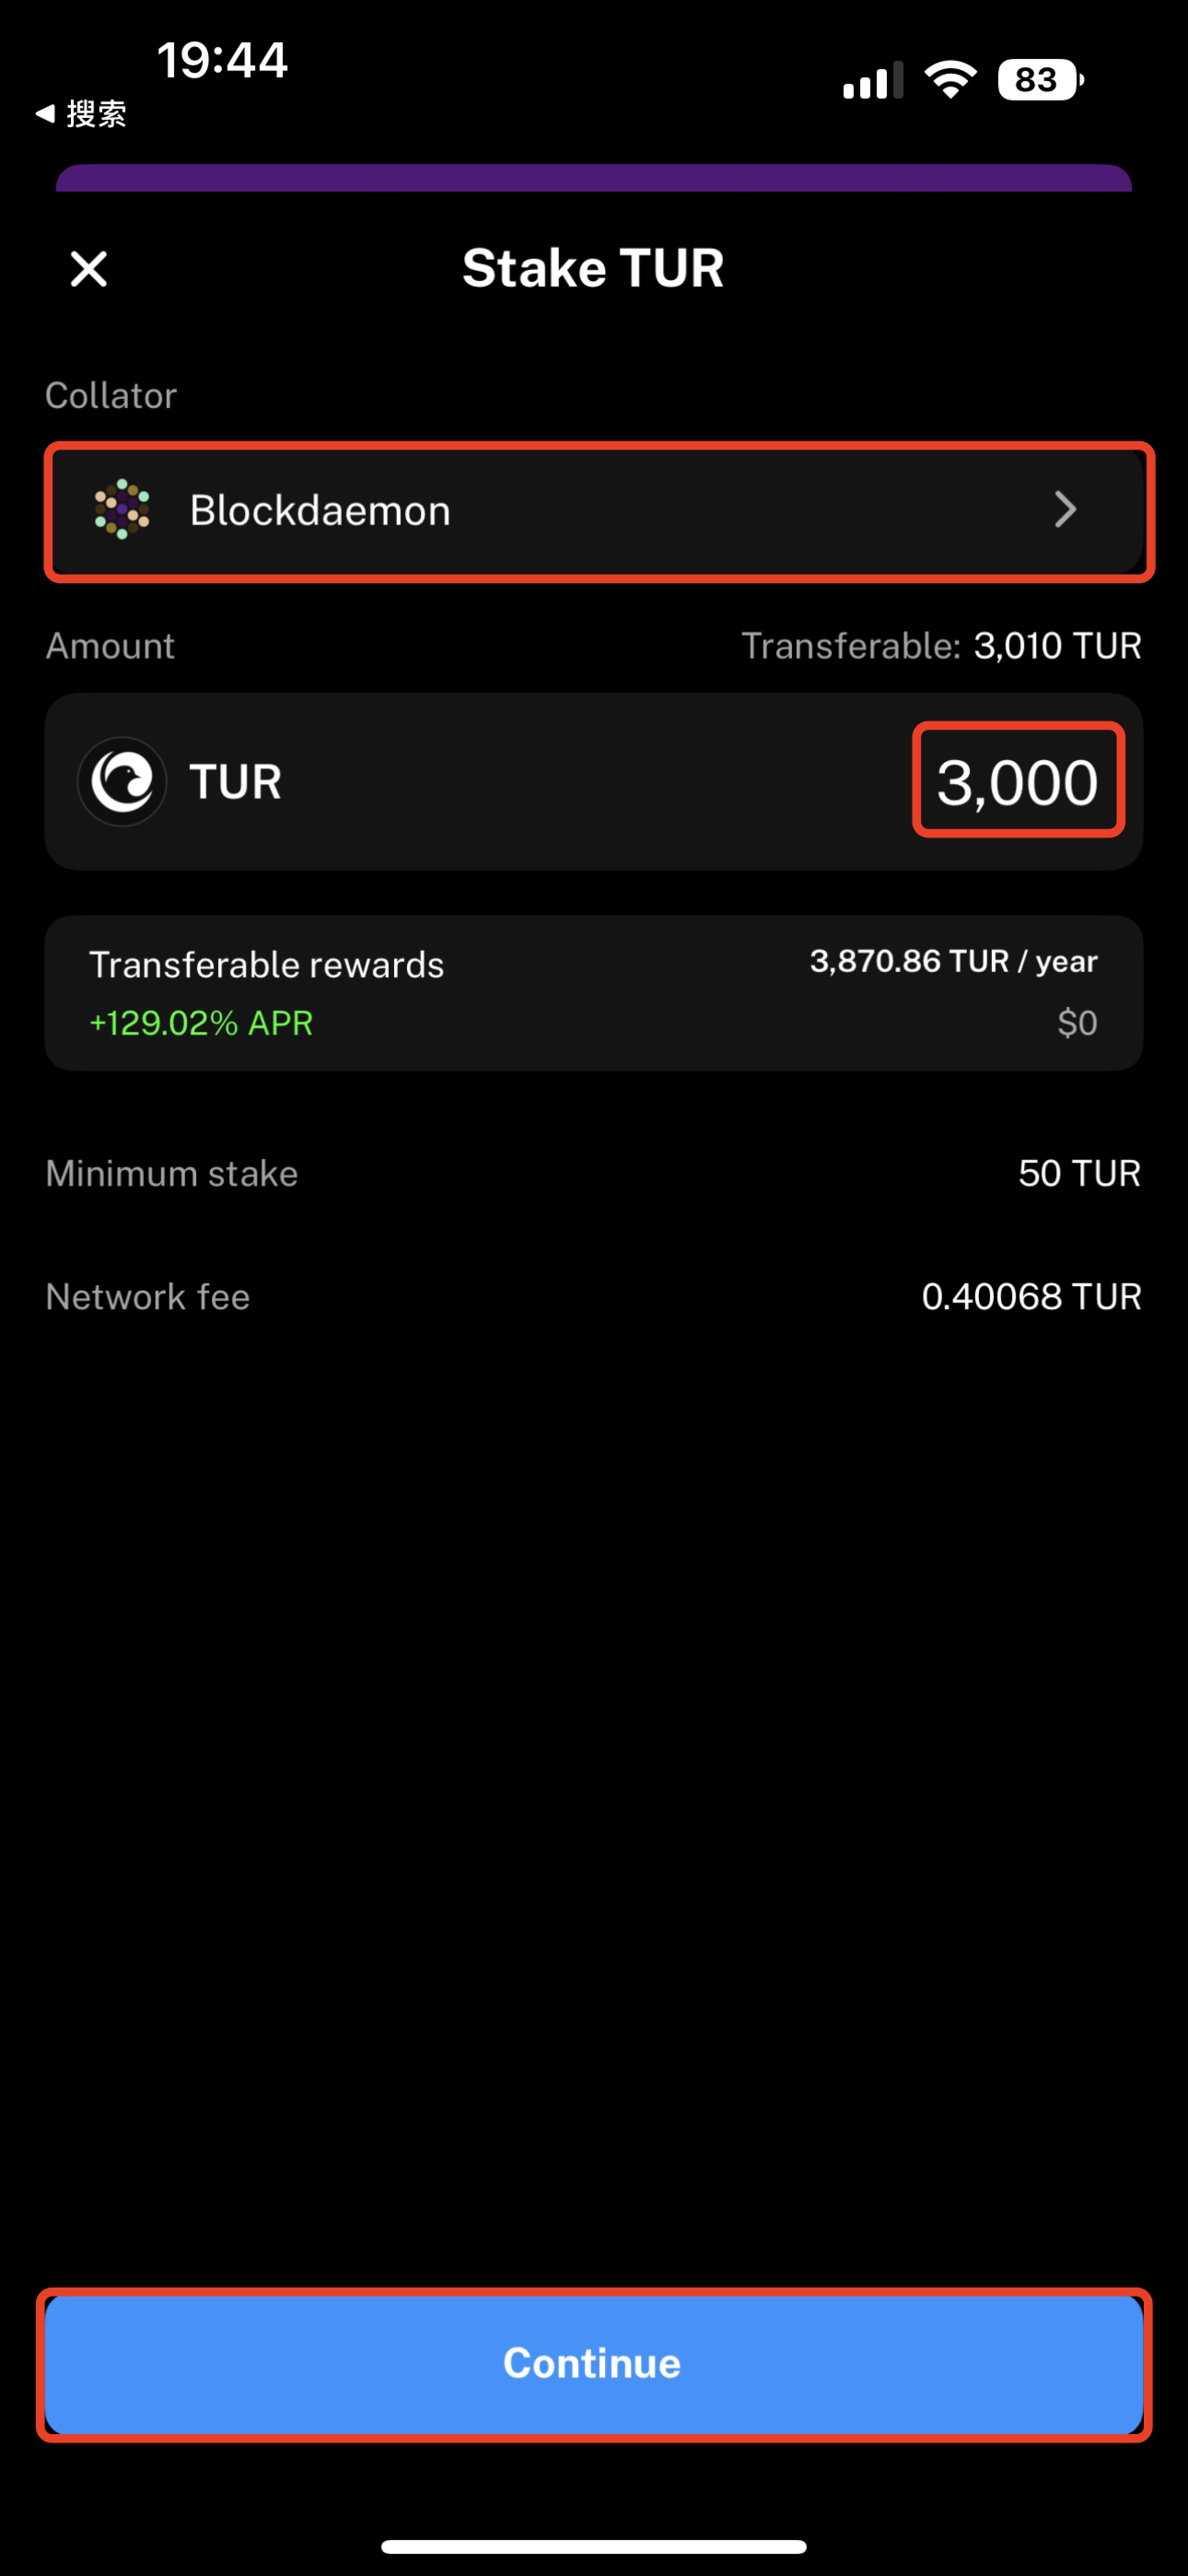 19:44
83
◀ 搜索
Stake TUR
Collator
Blockdaemon
Amount
Transferable: 3,010 TUR
TUR
3,000
Transferable rewards
3,870.86 TUR / year
+129.02% APR
$0
Minimum stake
50 TUR
Network fee
0.40068 TUR
Continue